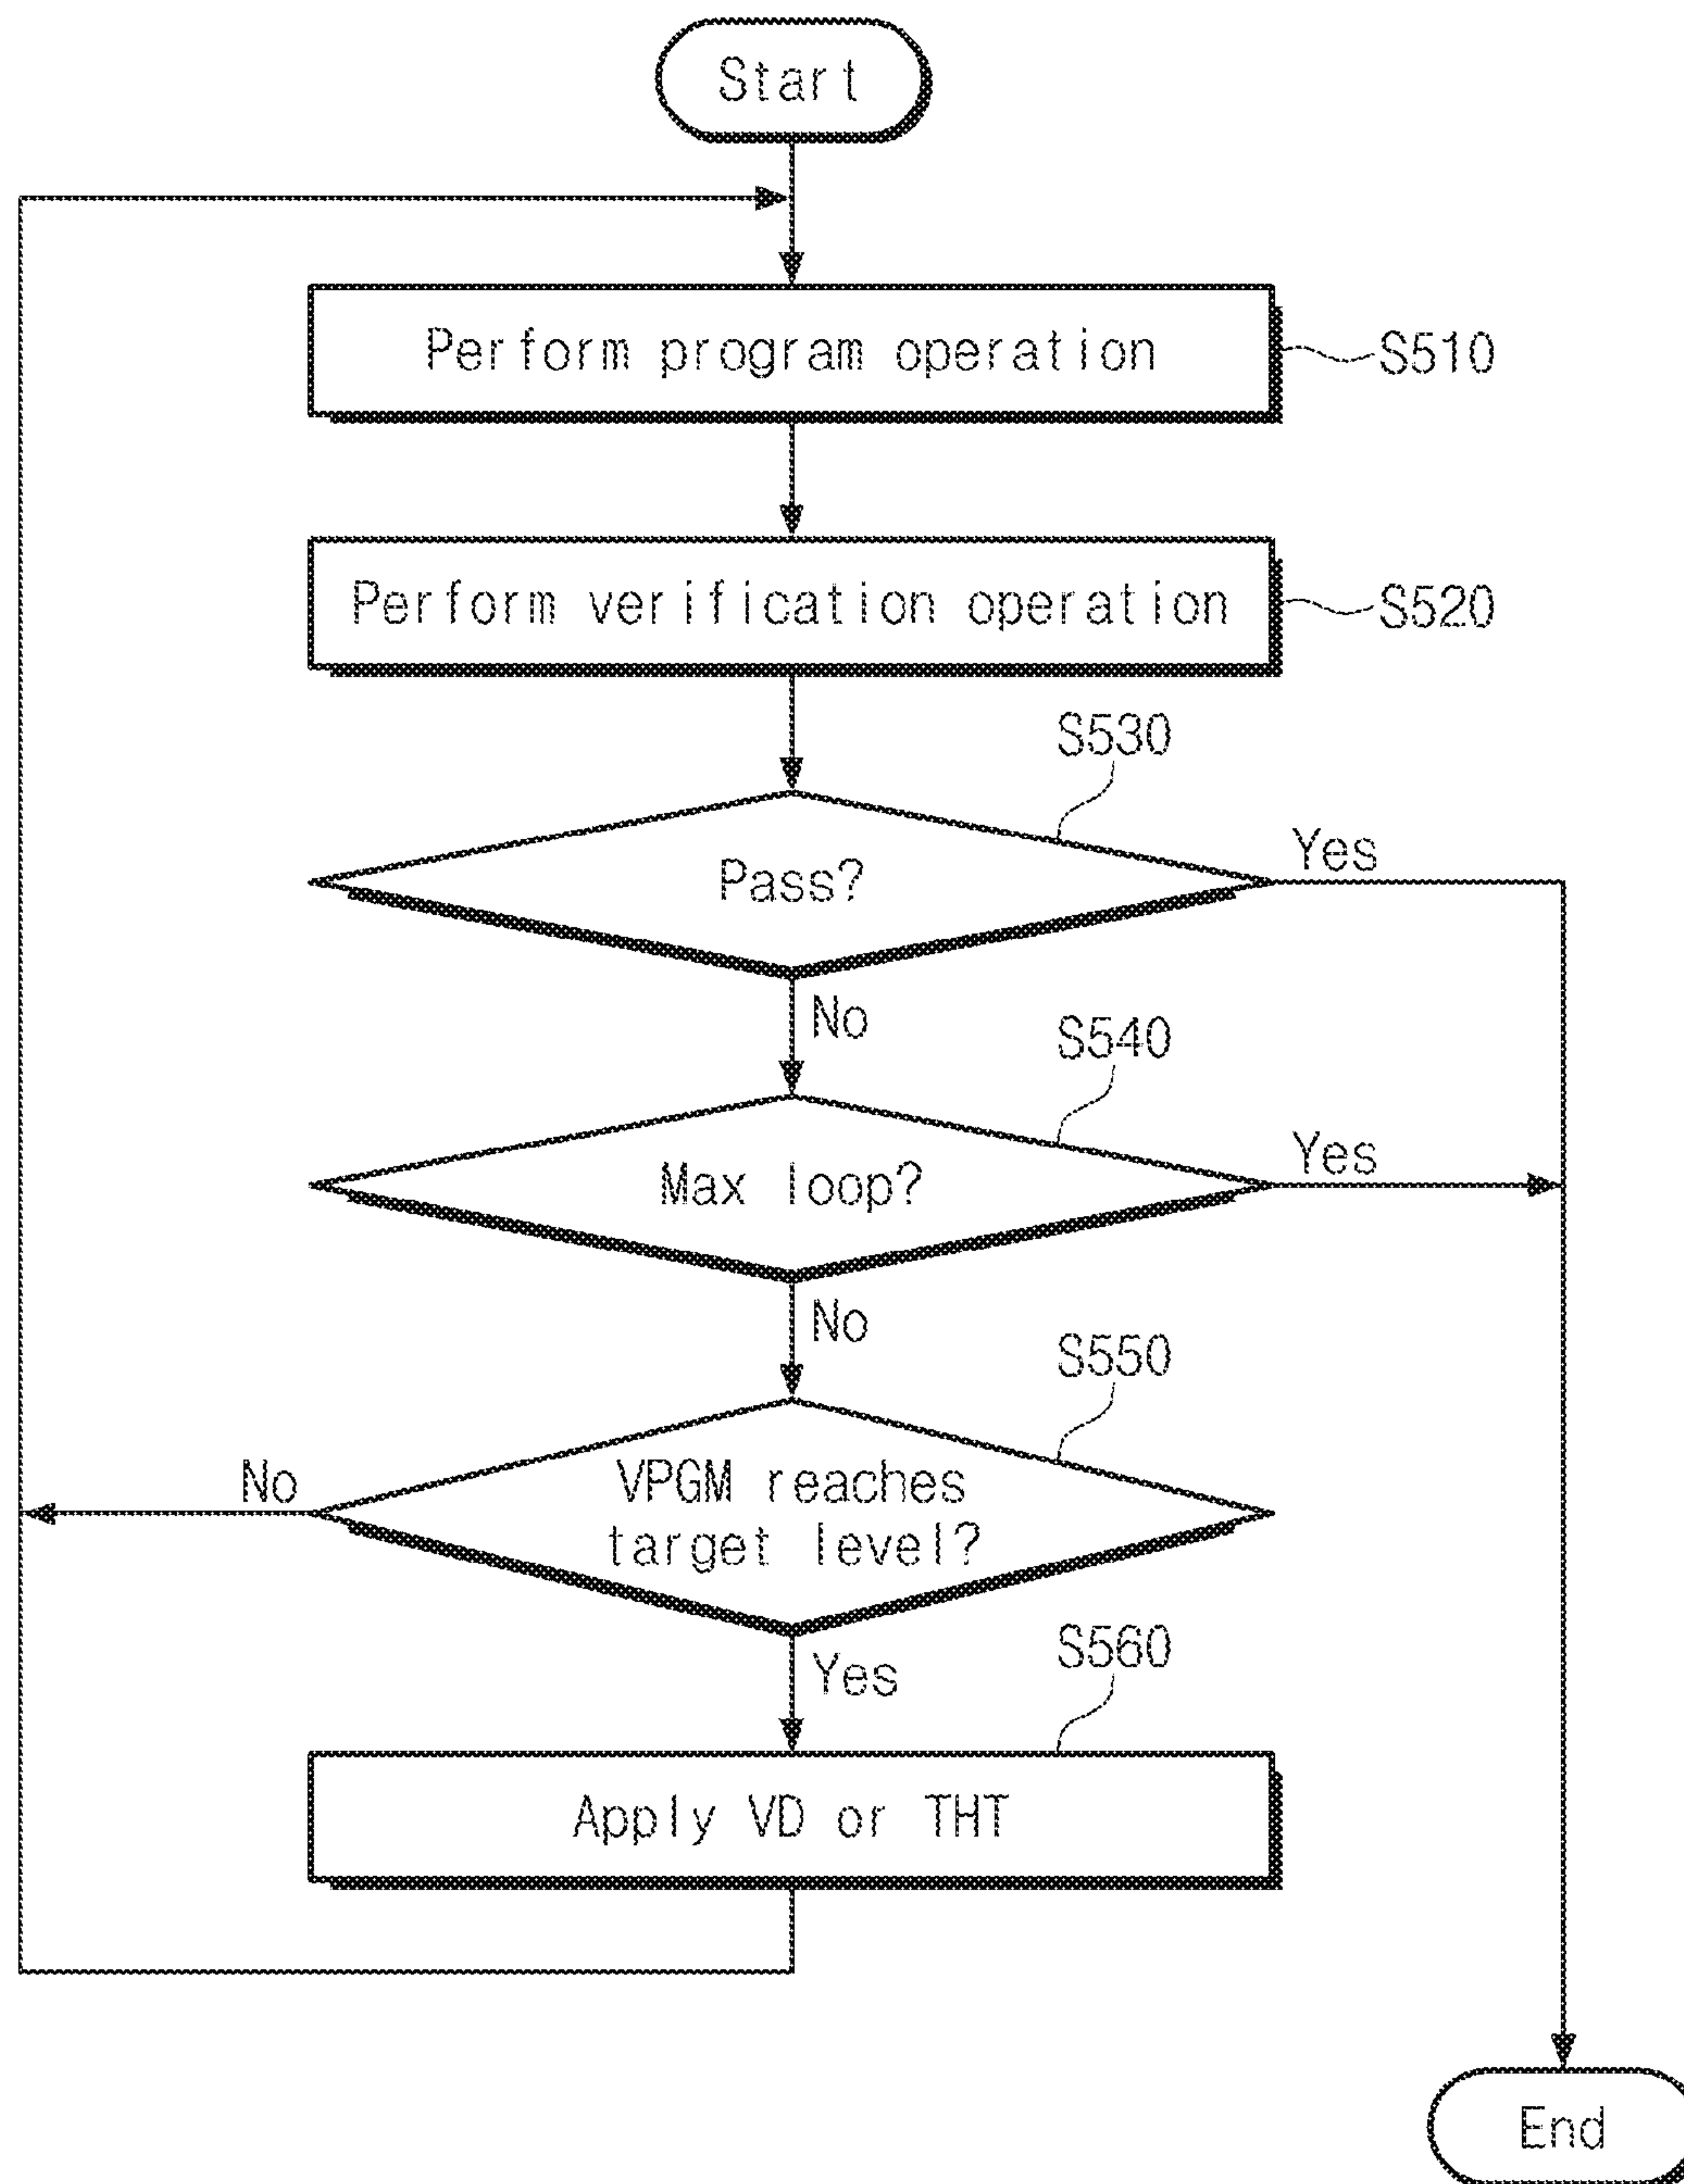 Start
Perform program operation
S510
Perform verification operation
S520
S530
Pass?
Yes
No
S540
Max loop?
Yes
No
S550
VPGM reaches
target level?
No
Yes
S560
Apply VD or THT
End